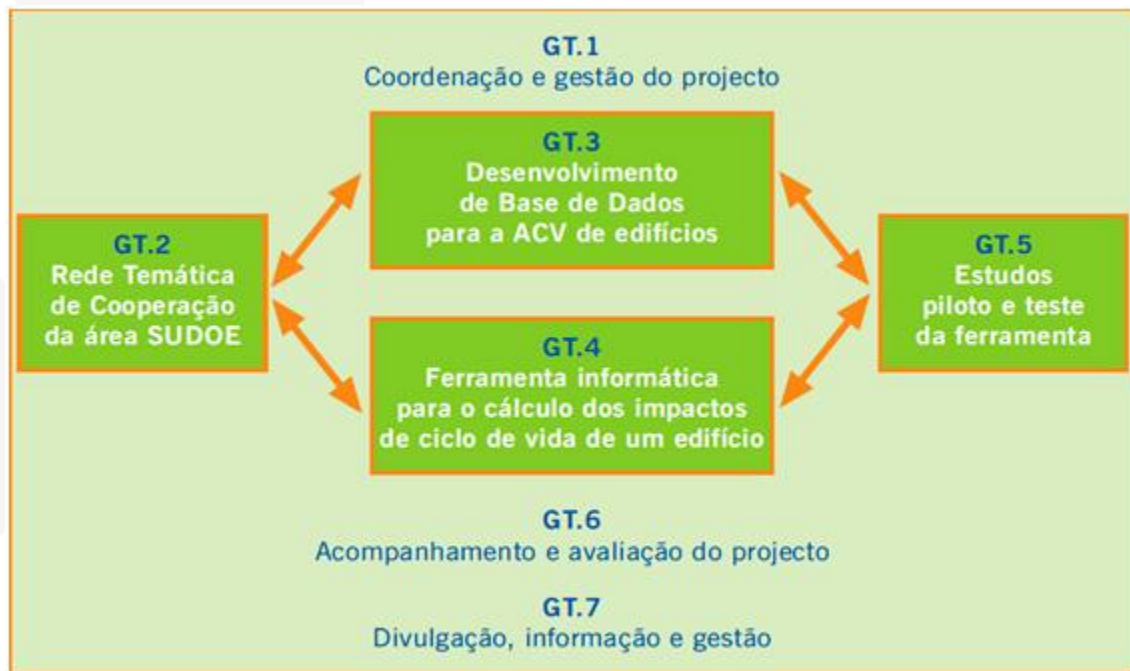 GT.1
Coordenação e gestão do projecto
GT.3
Desenvolvimento
de Base de Dados
para a ACV de edifícios
GT.2
Rede Temática
de Cooperação
da área SUDOE
GT.5
Estudos
piloto e teste
da ferramenta
GT.4
Ferramenta informática
para o cálculo dos impactos
de ciclo de vida de um edifício
GT.6
Acompanhamento e avaliação do projecto
GT.7
Divulgação, informação e gestão